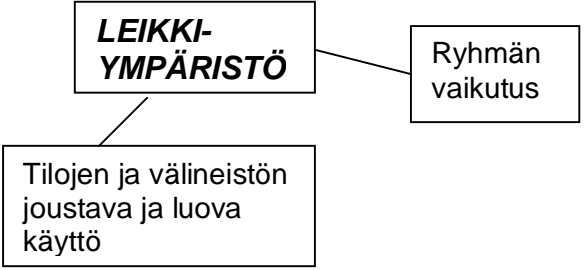 LEIKKI-
YMPÄRISTÖ
Ryhmän
vaikutus
Tilojen ja välineistön
joustava ja luova
käyttö